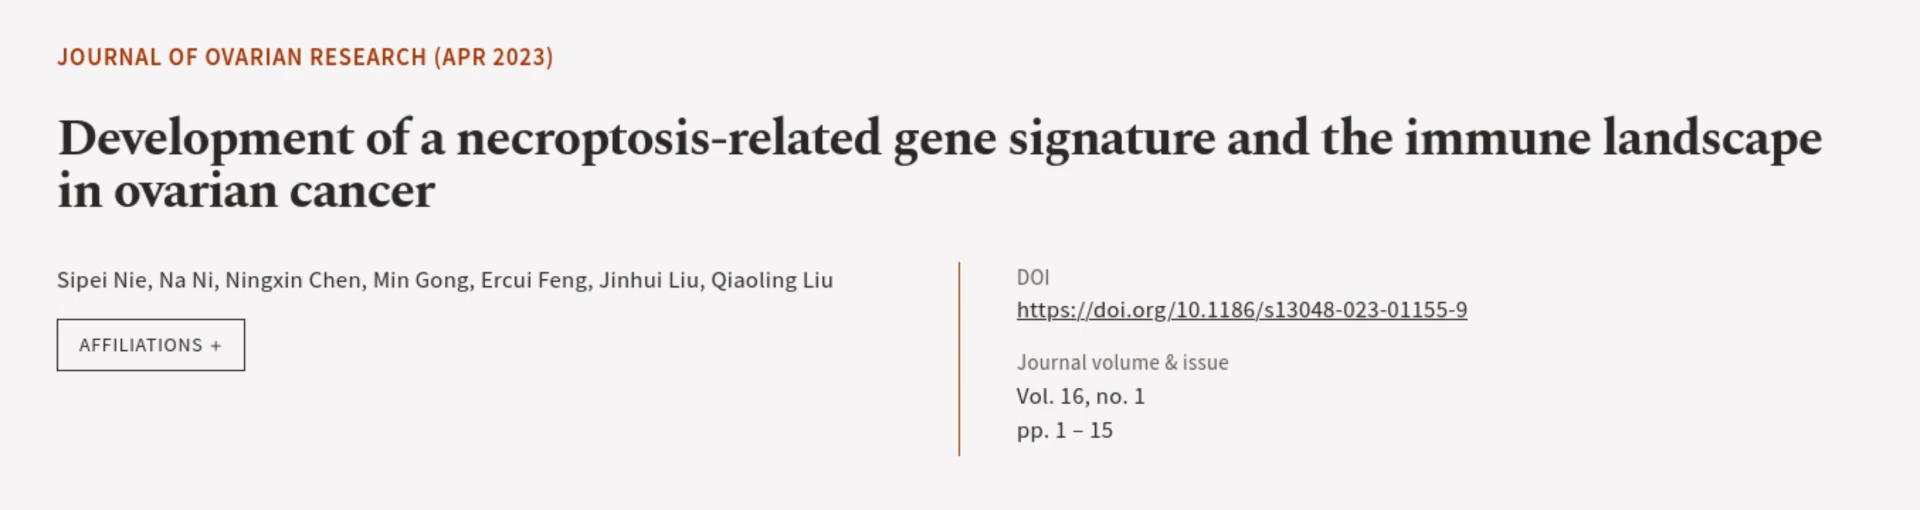 JOURNAL OF OVARIAN RESEARCH (APR 2023)
Development of a necroptosis-related gene signature and the immune landscape
in ovarian cancer
Sipei Nie, Na Ni, Ningxin Chen, Min Gong, Ercui Feng, Jinhui Liu, Qiaoling Liu
AFFILIATIONS +
DOI
https://doi.org/10.1186/s13048-023-01155-9
Journal volume & issue
Vol. 16, no. 1
pp. 1 – 15